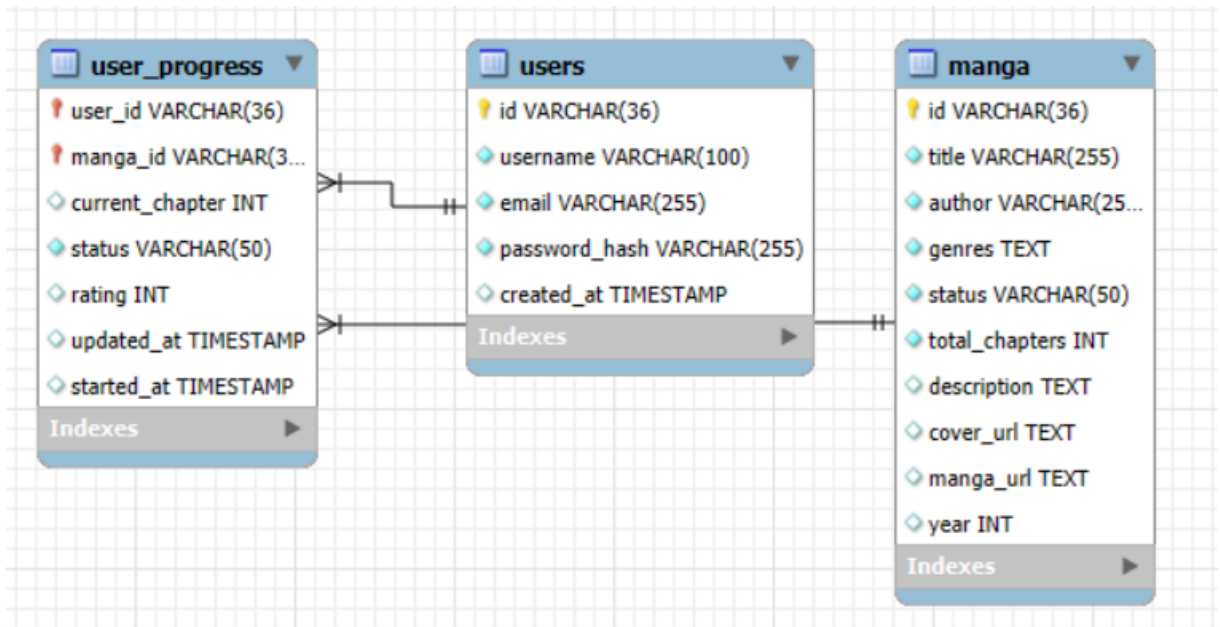 user_progress
user_id VARCHAR(36)
manga_id VARCHAR(3...
current_chapter INT
status VARCHAR(50)
rating INT
updated_at TIMESTAMP
started_at TIMESTAMP
Indexes
users
id VARCHAR(36)
username VARCHAR(100)
email VARCHAR(255)
password_hash VARCHAR(255)
created_at TIMESTAMP
Indexes
manga
id VARCHAR(36)
title VARCHAR(255)
author VARCHAR(25...
genres TEXT
status VARCHAR(50)
total_chapters INT
description TEXT
cover_url TEXT
manga_url TEXT
year INT
Indexes